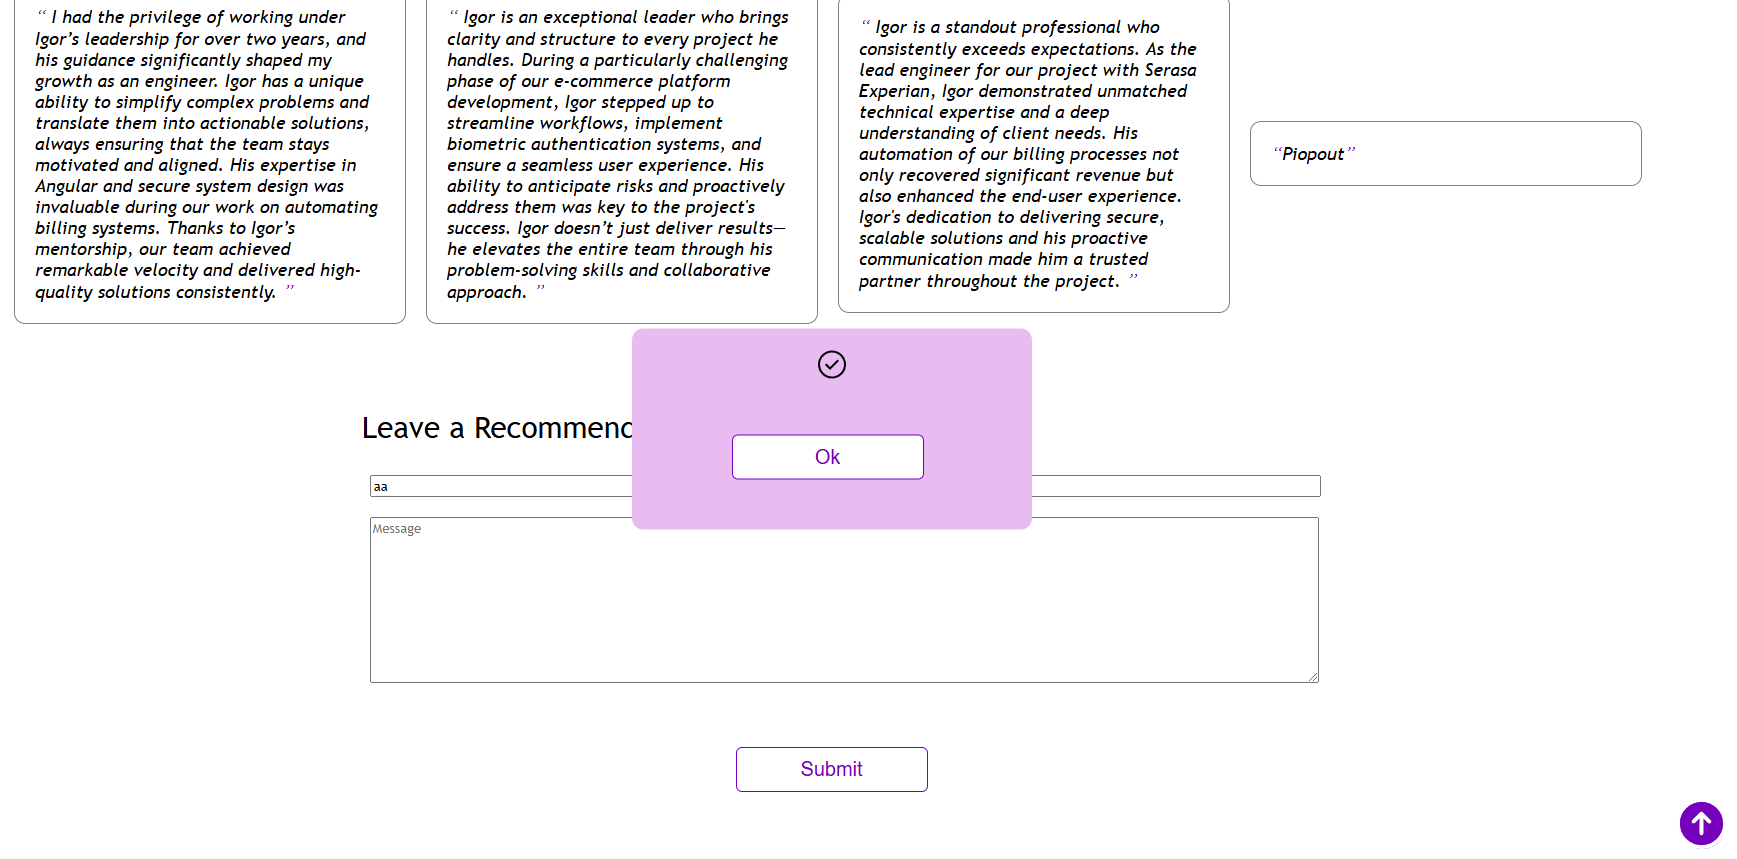 “ I had the privilege of working under
Igor’s leadership for over two years, and
his guidance significantly shaped my
growth as an engineer. Igor has a unique
ability to simplify complex problems and
translate them into actionable solutions,
always ensuring that the team stays
motivated and aligned. His expertise in
Angular and secure system design was
invaluable during our work on automating
billing systems. Thanks to Igor’s
mentorship, our team achieved
remarkable velocity and delivered high-
quality solutions consistently. ”
“ Igor is an exceptional leader who brings
clarity and structure to every project he
handles. During a particularly challenging
phase of our e-commerce platform
development, Igor stepped up to
streamline workflows, implement
biometric authentication systems, and
ensure a seamless user experience. His
ability to anticipate risks and proactively
address them was key to the project's
success. Igor doesn’t just deliver results—
he elevates the entire team through his
problem-solving skills and collaborative
approach. ”
“ Igor is a standout professional who
consistently exceeds expectations. As the
lead engineer for our project with Serasa
Experian, Igor demonstrated unmatched
technical expertise and a deep
understanding of client needs. His
automation of our billing processes not
only recovered significant revenue but
also enhanced the end-user experience.
Igor's dedication to delivering secure,
scalable solutions and his proactive
communication made him a trusted
partner throughout the project. ”
“Piopout”
Leave a Recommend
Ok
aa
Message
Submit